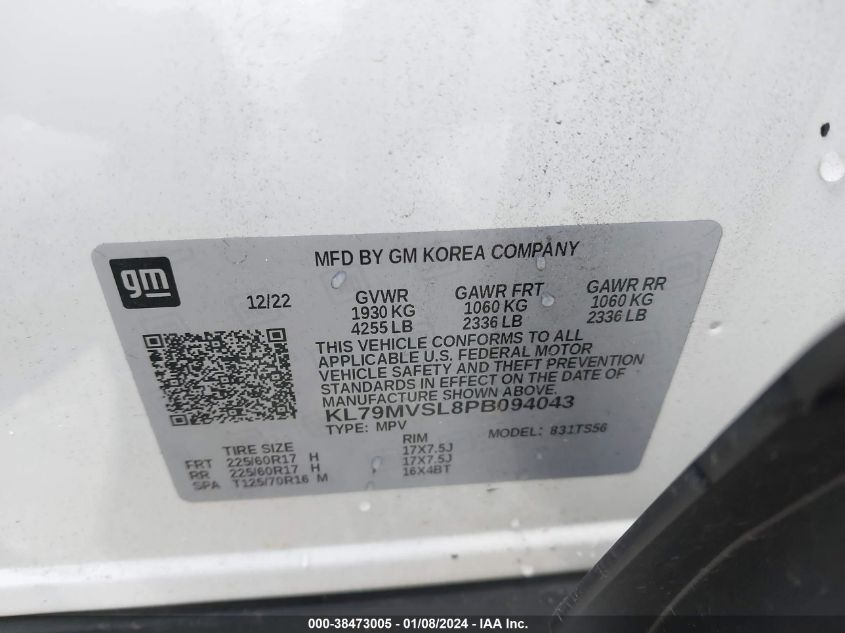 gm
MFD BY GM KOREA COMPANY
12/22
GVWR
1930 KG
4255 LB
GAWR FRT
1060 KG
2336 LB
GAWR RR
1060 KG
2336 LB
THIS VEHICLE CONFORMS TO ALL
APPLICABLE U.S. FEDERAL MOTOR
VEHICLE SAFETY AND THEFT PREVENTION
STANDARDS IN EFFECT ON THE DATE OF
MANUFACTURE SHOWN ABOVE.
KL79MVSL8PB094043
TYPE: MPV
MODEL: 831TS56
TIRE SIZE
RIM
FRT 225/60R17 H 17X7.5J
RR 225/60R17 H 17X7.5J
SPA T125/70R16 M 16X4BT
000-38473005 - 01/08/2024 - IAA Inc.